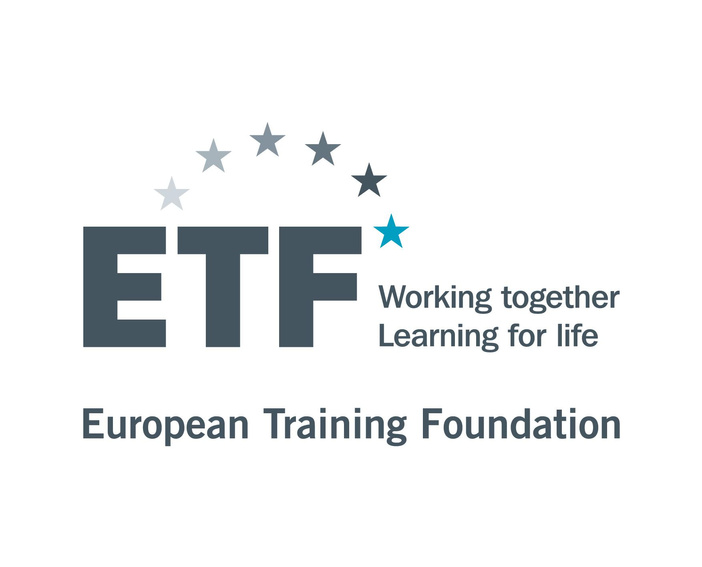 ETF
Working together
Learning for life
European Training Foundation